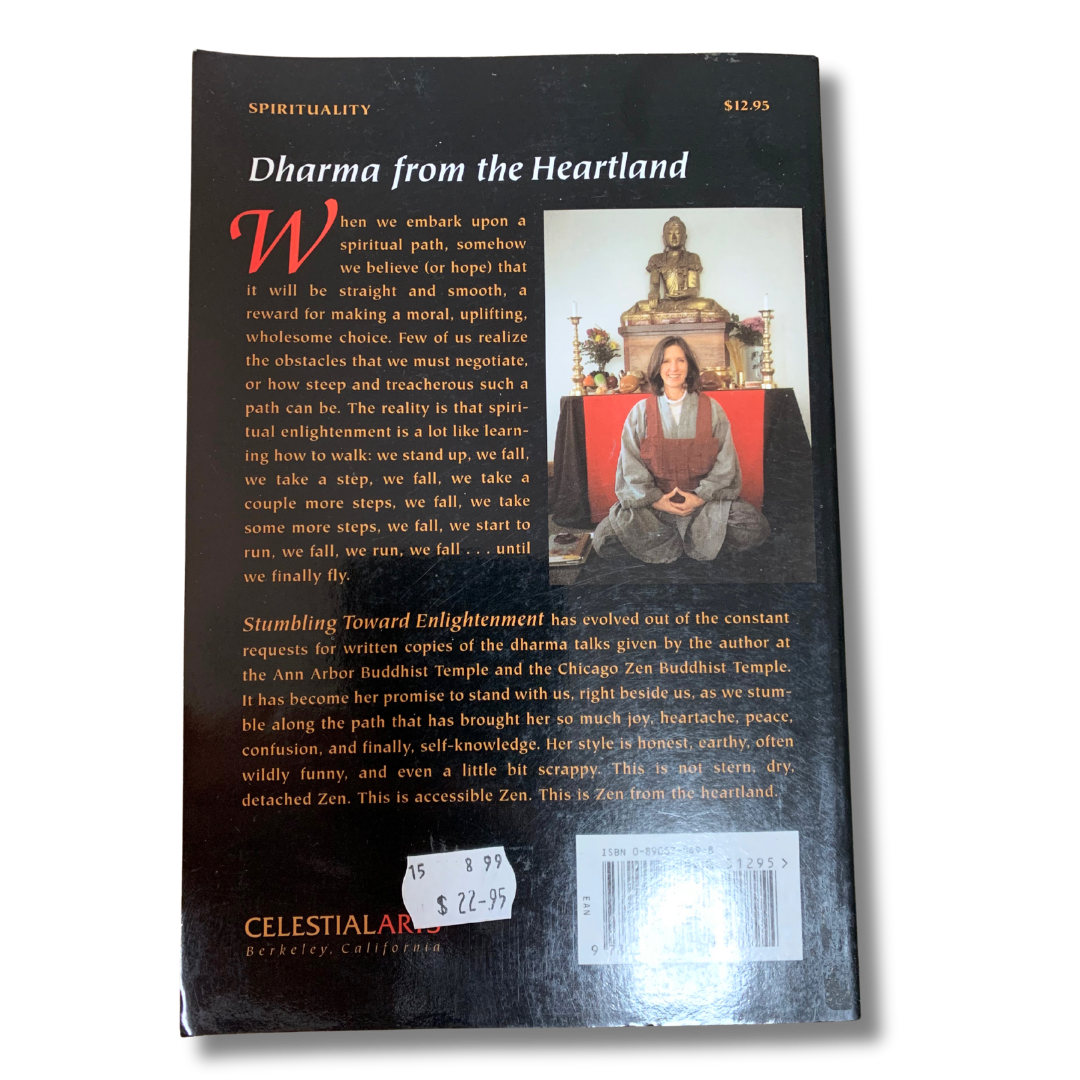 SPIRITUALITY
$12.95
Dharma from the Heartland
When we embark upon a
spiritual path, somehow
we believe (or hope) that
it will be straight and smooth, a
reward for making a moral, uplifting,
wholesome choice. Few of us realize
the obstacles that we must negotiate,
or how steep and treacherous such a
path can be. The reality is that spiri-
tual enlightenment is a lot like learn-
ing how to walk: we stand up, we fall,
we take a step, we fall, we take a
couple more steps, we fall, we take
some more steps, we fall, we start to
run, we fall, we run, we fall . . . until
we finally fly.
Stumbling Toward Enlightenment has evolved out of the constant
requests for written copies of the dharma talks given by the author at
the Ann Arbor Buddhist Temple and the Chicago Zen Buddhist Temple.
It has become her promise to stand with us, right beside us, as we stum-
ble along the path that has brought her so much joy, heartache, peace,
confusion, and finally, self-knowledge. Her style is honest, earthy, often
wildly funny, and even a little bit scrappy. This is not stern, dry,
detached Zen. This is accessible Zen. This is Zen from the heartland.
15 8 99
$ 22-95
CELESTIALARTS
Berkeley, California
ISBN
51295>
EAN
9